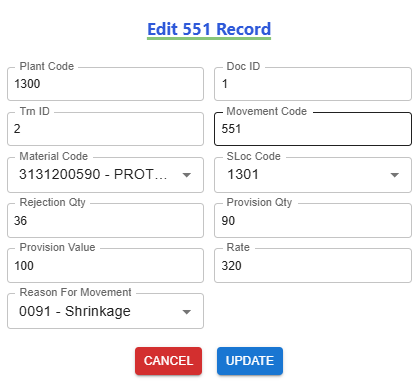 Edit 551 Record
Plant Code
1300
Doc ID
1
Trn ID
2
Movement Code
551
Material Code
3131200590 - PROT...
SLoc Code
1301
Rejection Qty
36
Provision Qty
90
Provision Value
100
Rate
320
Reason For Movement
0091 - Shrinkage
CANCEL
UPDATE